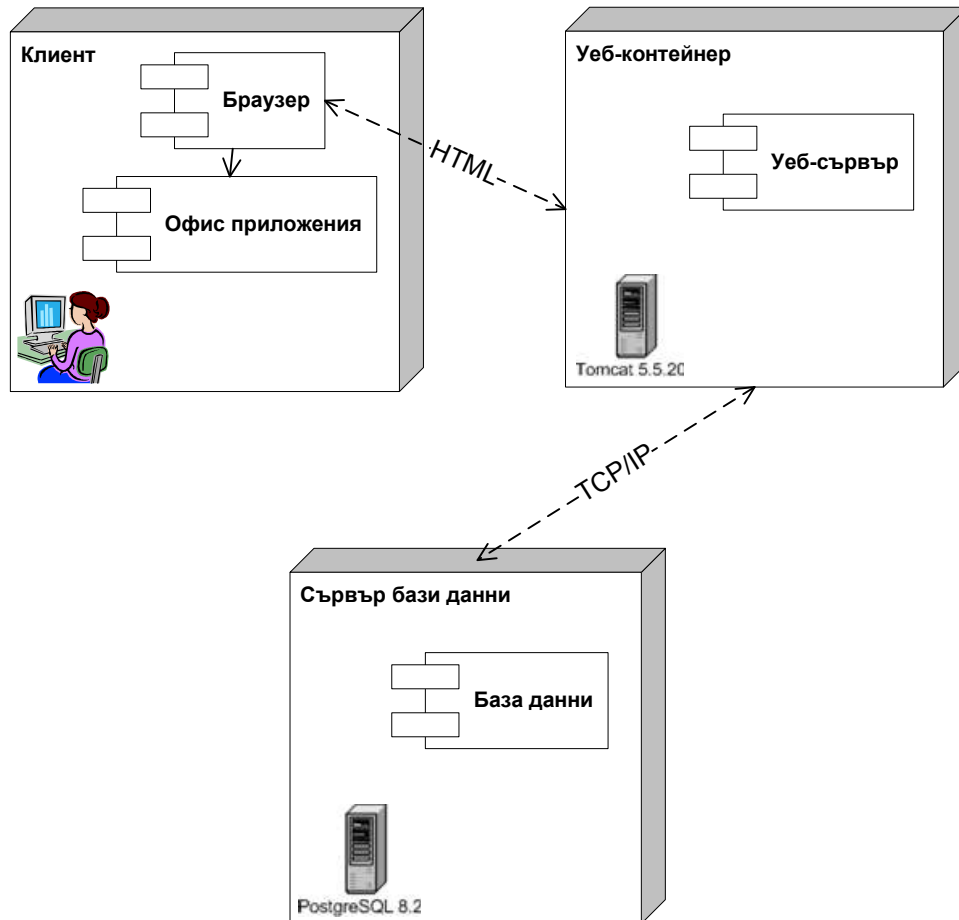 Клиент
Браузер
Офис приложения
HTML
Уеб-контейнер
Уеб-сървър
Tomcat 5.5.20
TCP/IP
Сървър бази данни
База данни
PostgreSQL 8.2